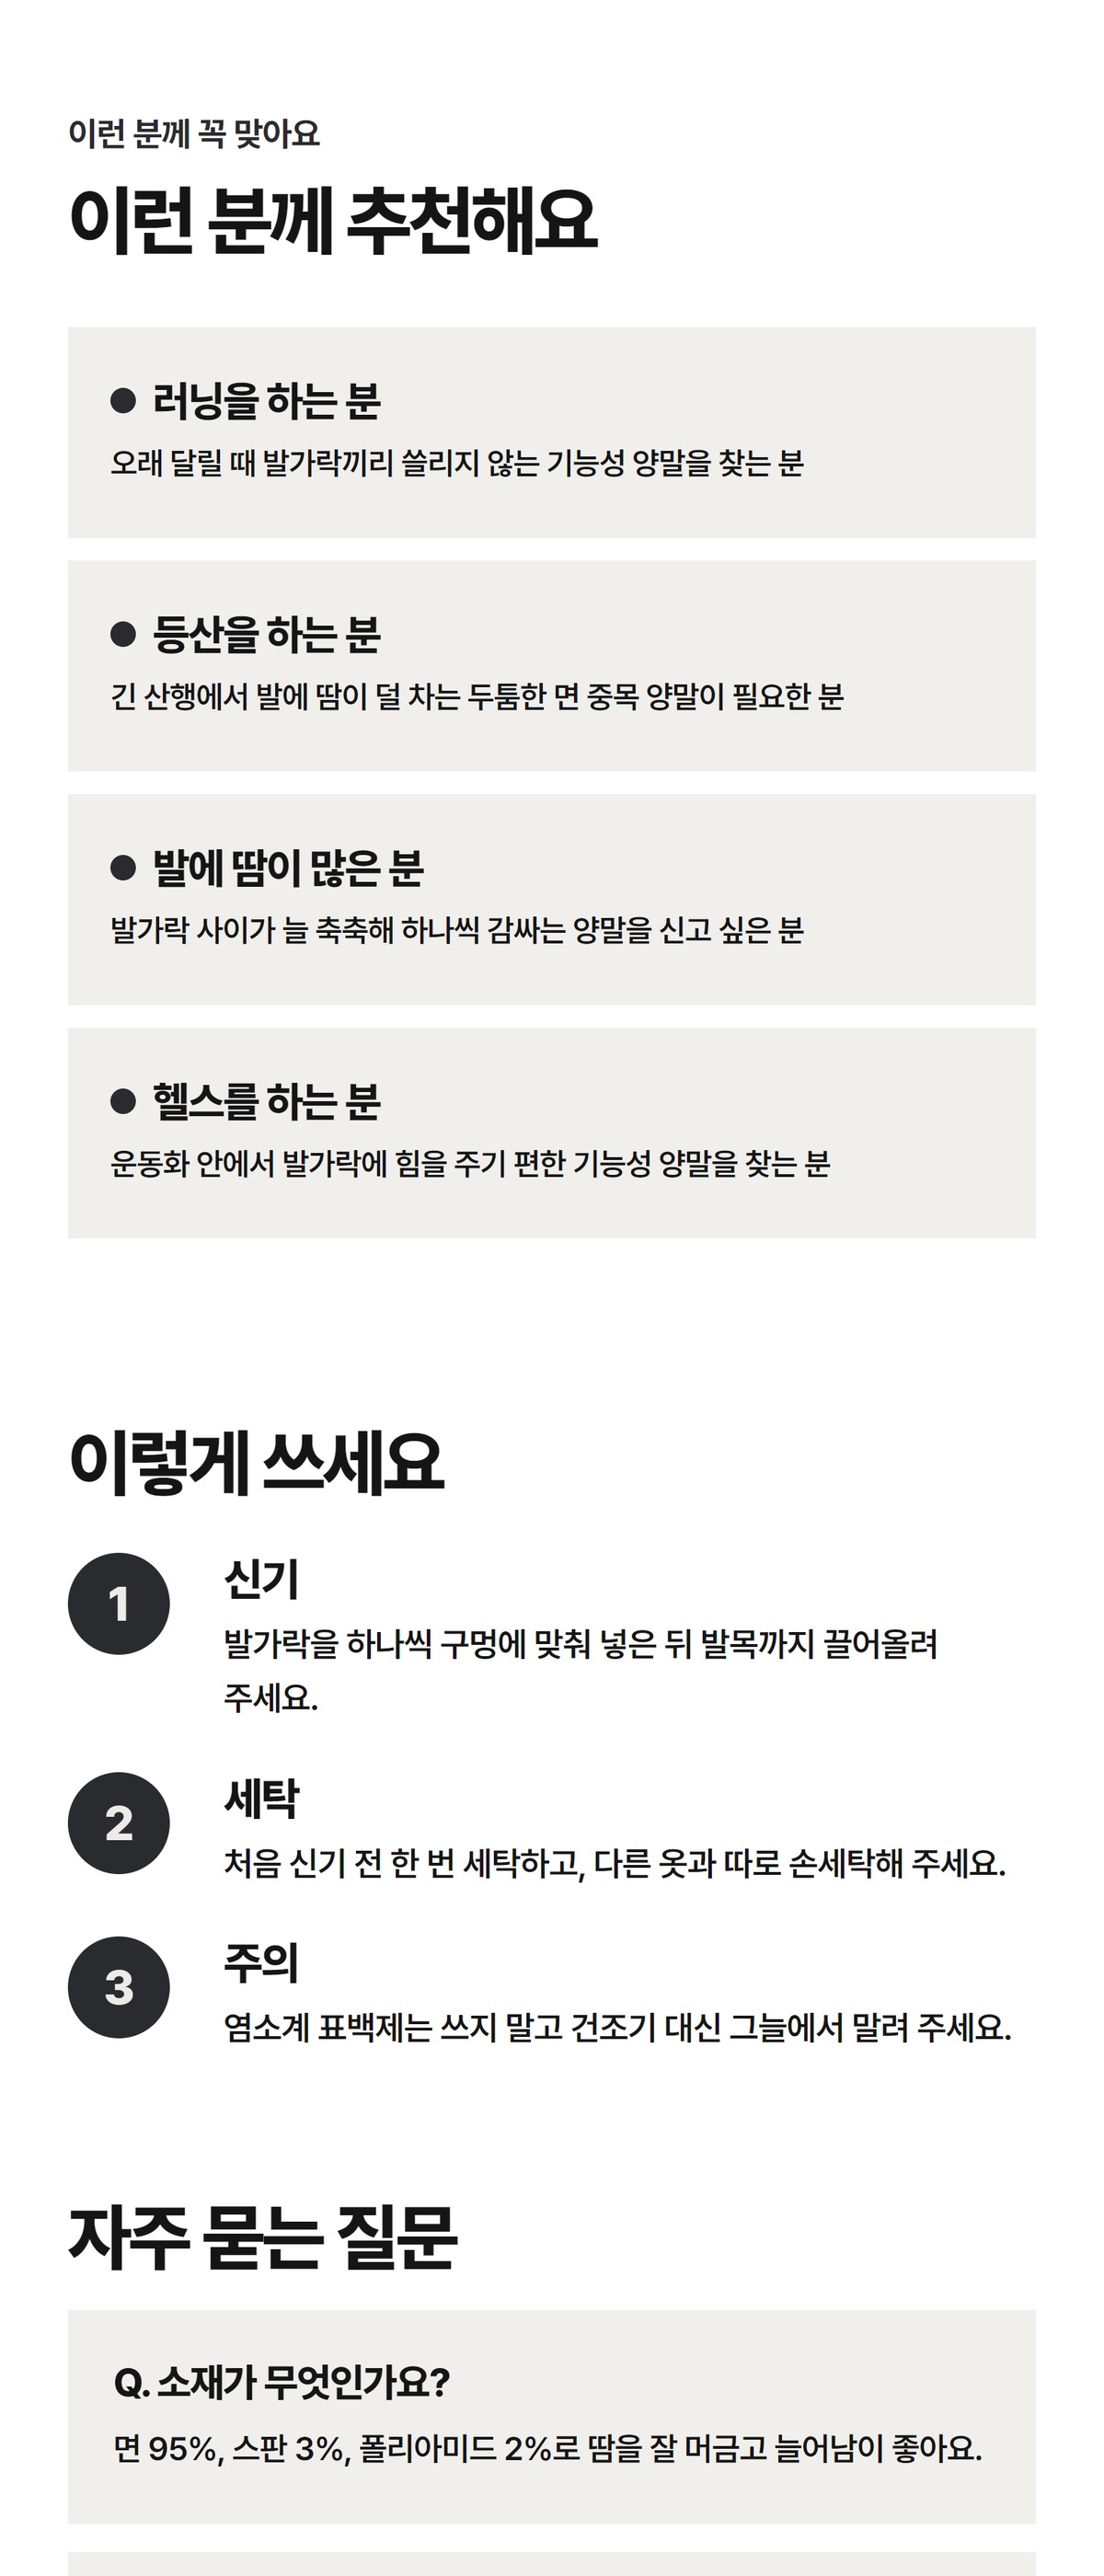 이런 분께 꼭 맞아요
이런 분께 추천해요
러닝을 하는 분
오래 달릴 때 발가락끼리 쓸리지 않는 기능성 양말을 찾는 분
등산을 하는 분
긴 산행에서 발에 땀이 덜 차는 두툼한 면 중목 양말이 필요한 분
발에 땀이 많은 분
발가락 사이가 늘 축축해 하나씩 감싸는 양말을 신고 싶은 분
헬스를 하는 분
운동화 안에서 발가락에 힘을 주기 편한 기능성 양말을 찾는 분
이렇게 쓰세요
1
신기
발가락을 하나씩 구멍에 맞춰 넣은 뒤 발목까지 끌어올려
주세요.
2
세탁
처음 신기 전 한 번 세탁하고, 다른 옷과 따로 손세탁해 주세요.
3
주의
염소계 표백제는 쓰지 말고 건조기 대신 그늘에서 말려 주세요.
자주 묻는 질문
Q. 소재가 무엇인가요?
면 95%, 스판 3%, 폴리아미드 2%로 땀을 잘 머금고 늘어남이 좋아요.